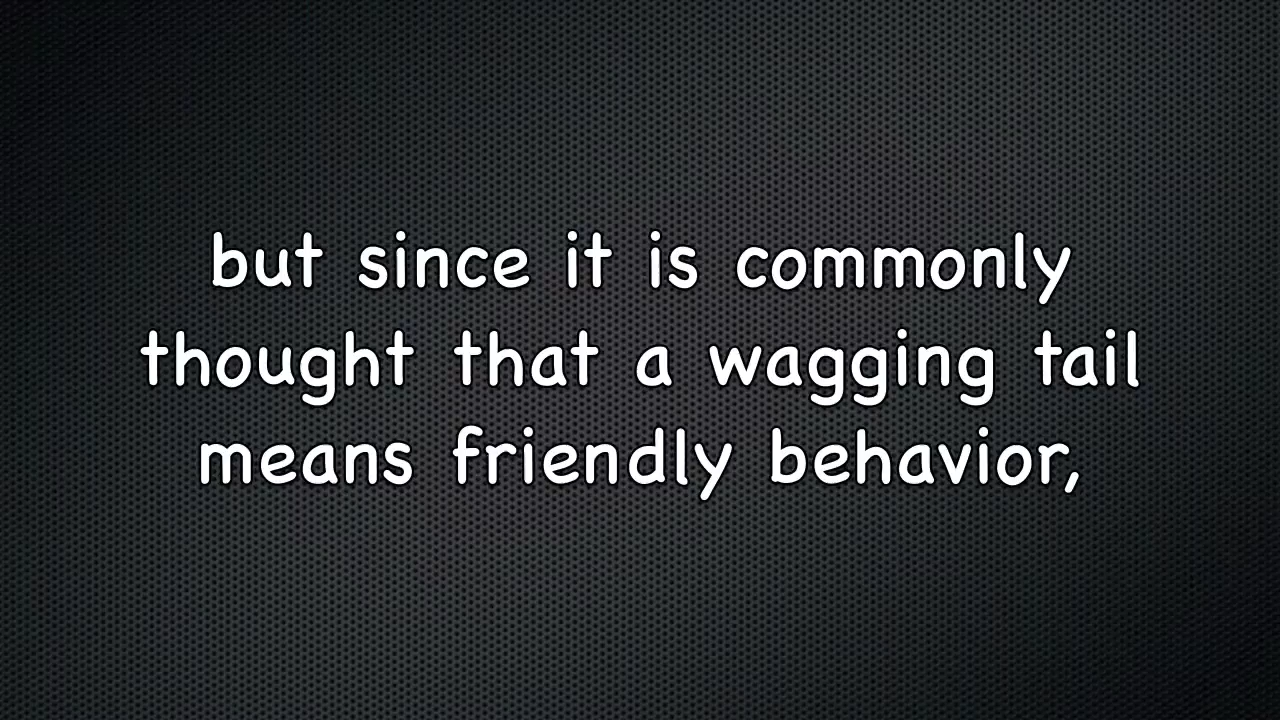 but since it is commonly
thought that a wagging tail
means friendly behavior,